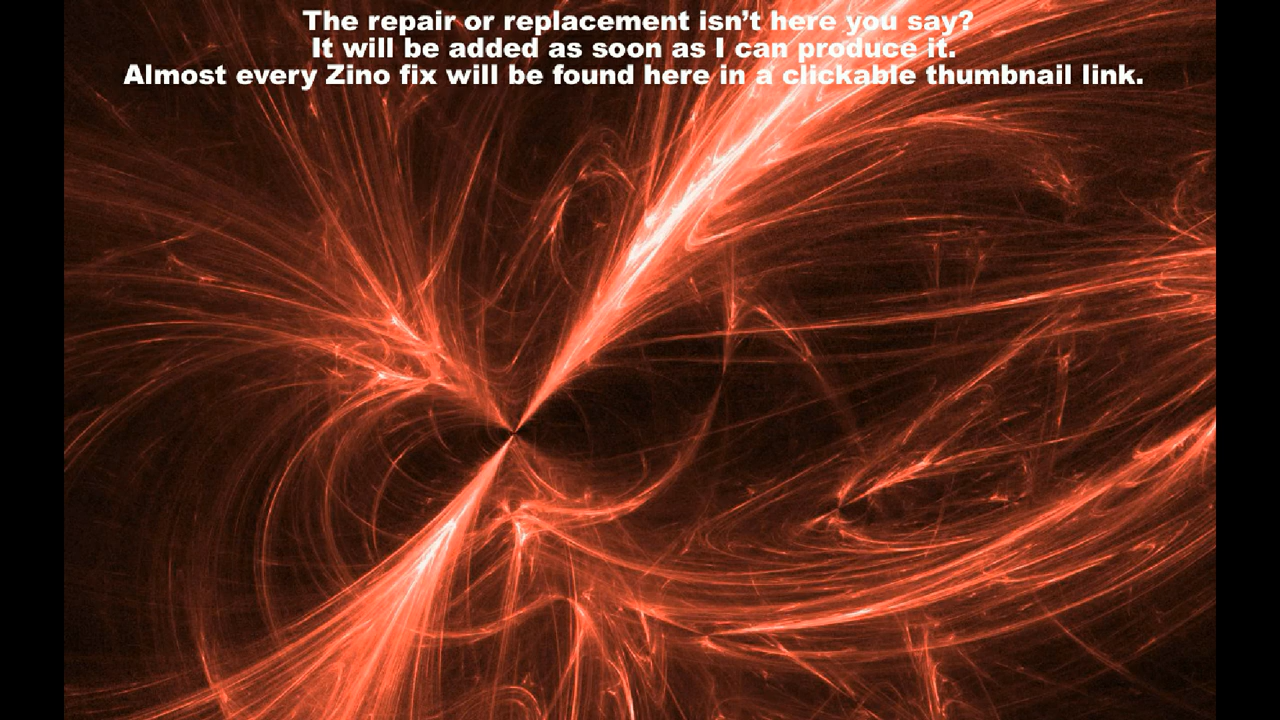 The repair or replacement isn’t here you say?
It will be added as soon as I can produce it.
Almost every Zino fix will be found here in a clickable thumbnail link.